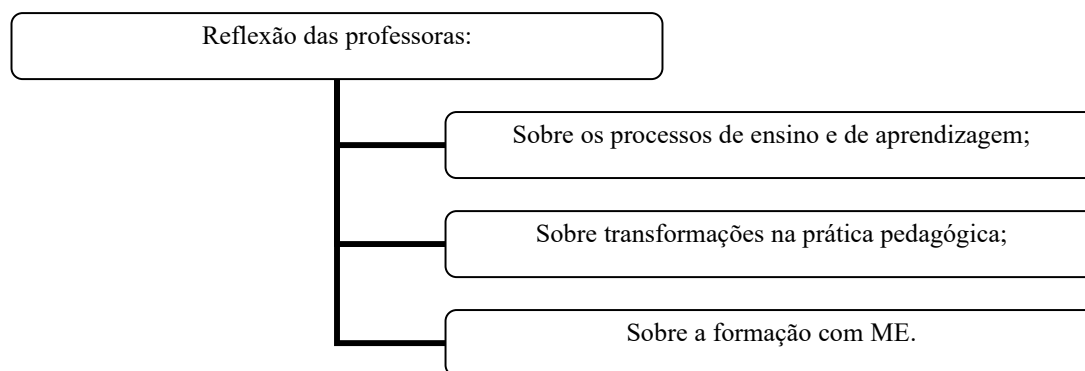 Reflexão das professoras:
Sobre os processos de ensino e de aprendizagem;
Sobre transformações na prática pedagógica;
Sobre a formação com ME.